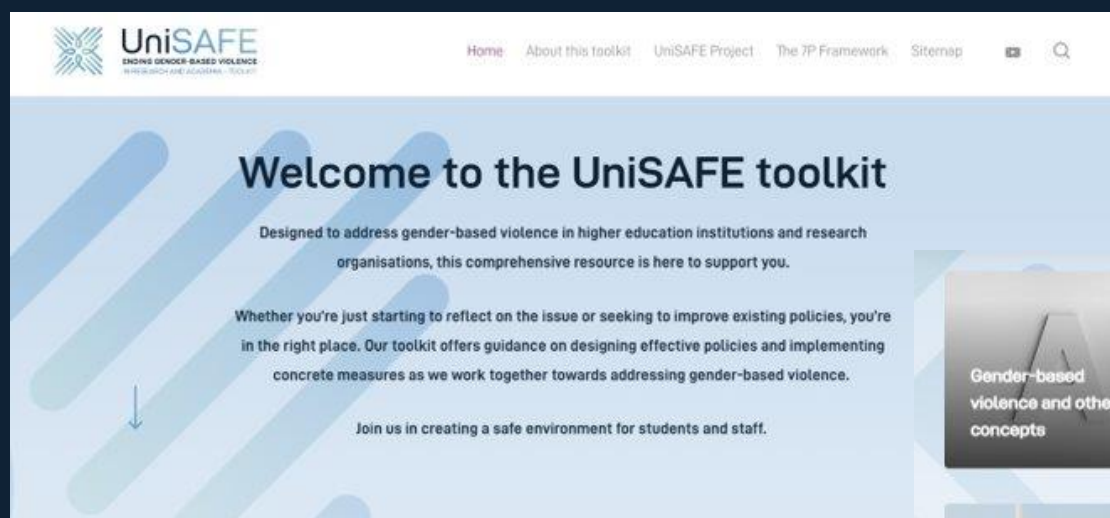 UniSAFE
ENDING GENDER-BASED VIOLENCE
IN RESEARCH AND ACADEMIA - TOOLKIT
Home About this toolkit UniSAFE Project The 7P Framework Sitemap
Welcome to the UniSAFE toolkit
Designed to address gender-based violence in higher education institutions and research
organisations, this comprehensive resource is here to support you.
Whether you're just starting to reflect on the issue or seeking to improve existing policies, you're
in the right place. Our toolkit offers guidance on designing effective policies and implementing
concrete measures as we work together towards addressing gender-based violence.
Join us in creating a safe environment for students and staff.
A
Gender-based
violence and othe
concepts